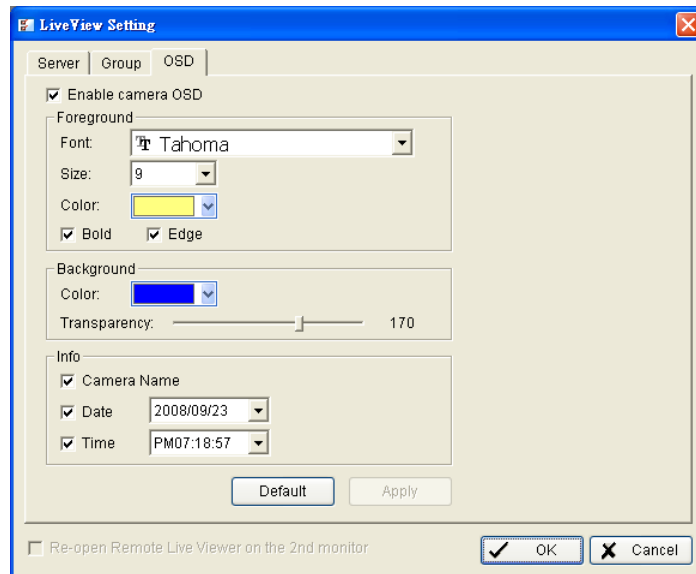 LiveView Setting
Server Group OSD
Enable camera OSD
Foreground
Font: Tahoma
Size: 9
Color:
Bold Edge
Background
Color:
Transparency: 170
Info
Camera Name
Date 2008/09/23
Time PM07:18:57
Default Apply
Re-open Remote Live Viewer on the 2nd monitor OK Cancel